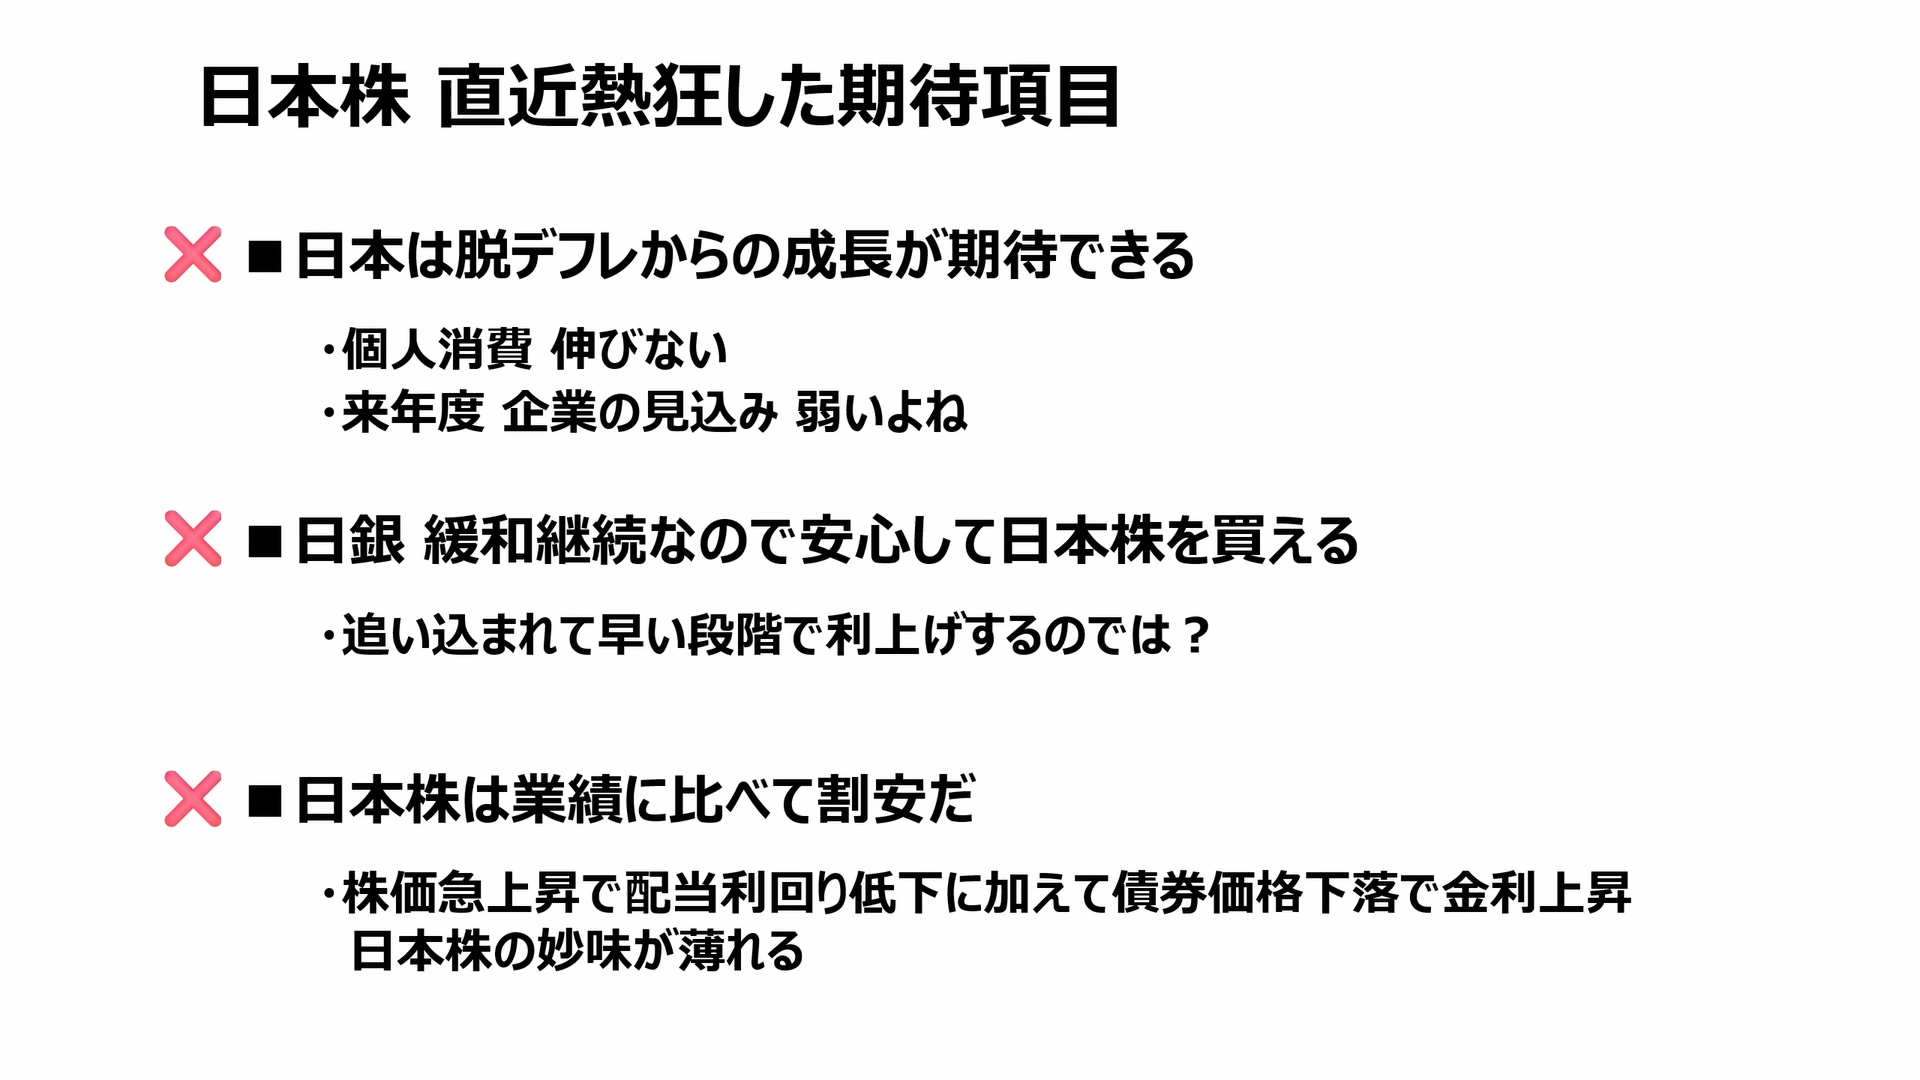 日本株 直近熱狂した期待項目
❌ ■日本は脱デフレからの成長が期待できる
・個人消費 伸びない
・来年度 企業の見込み 弱いよね
❌ ■日銀 緩和継続なので安心して日本株を買える
・追い込まれて早い段階で利上げするのでは？
❌ ■日本株は業績に比べて割安だ
・株価急上昇で配当利回り低下に加えて債券価格下落で金利上昇
日本株の妙味が薄れる